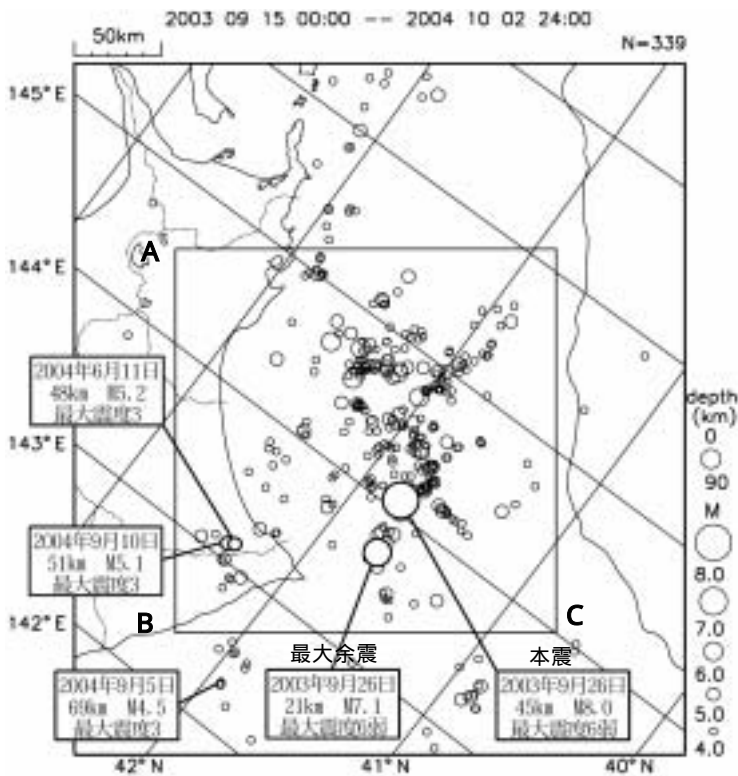 2003 09 15 00:00 -- 2004 10 02 24:00
50km
N=339
145°E
A
144°E
2004年6月11日
48km M5.2
最大震度3
depth
(km)
0
90
M
8.0
7.0
6.0
5.0
4.0
143°E
2004年9月10日
51km M5.1
最大震度3
142°E
B
C
最大余震
本震
2004年9月5日
69km M4.5
最大震度3
2003年9月26日
21km M7.1
最大震度6弱
2003年9月26日
45km M8.0
最大震度6弱
42°N
41°N
40°N